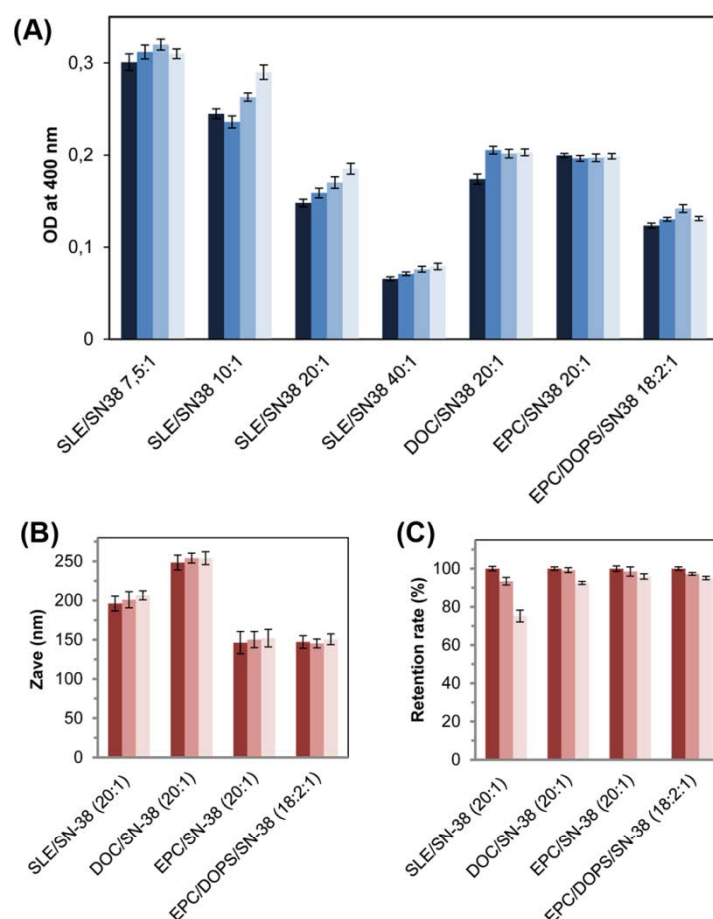 (A)
OD at 400 nm
0,3
0,2
0,1
0
SLE/SN38 7,5:1
SLE/SN38 10:1
SLE/SN38 20:1
SLE/SN38 40:1
DOC/SN38 20:1
EPC/SN38 20:1
EPC/DOPS/SN38 18:2:1
(B)
Zave (nm)
250
200
150
100
50
0
SLE/SN-38 (20:1)
DOC/SN-38 (20:1)
EPC/SN-38 (20:1)
EPC/DOPS/SN-38 (18:2:1)
(C)
Retention rate (%)
100
80
60
40
20
0
SLE/SN-38 (20:1)
DOC/SN-38 (20:1)
EPC/SN-38 (20:1)
EPC/DOPS/SN-38 (18:2:1)